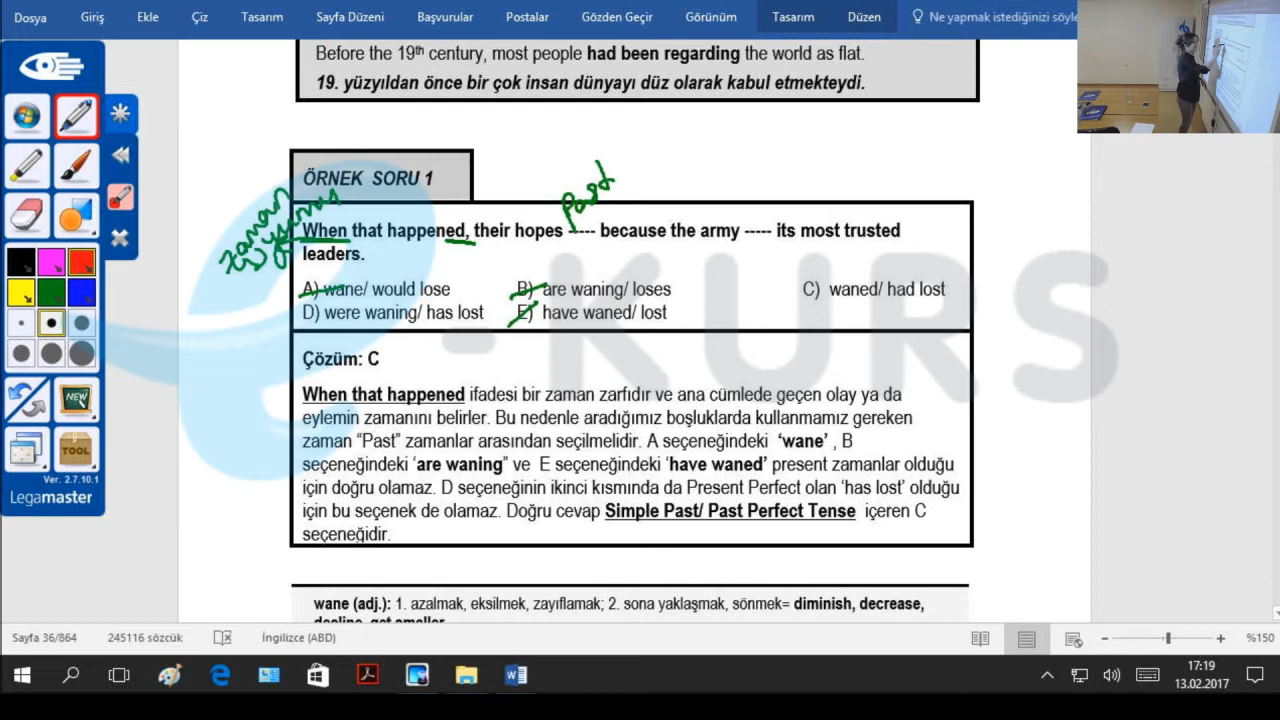 Dosya Giriş Ekle Çiz Tasarım Sayfa Düzeni Başvurular Postalar Gözden Geçir Görünüm Tasarım Düzen Ne yapmak istediğinizi söyle
Before the 19th century, most people had been regarding the world as flat.
19. yüzyıldan önce bir çok insan dünyayı düz olarak kabul etmekteydi.
ÖRNEK SORU 1
Past
zaman uyumu
When that happened, their hopes ----- because the army ----- its most trusted
leaders.
A) wane/ would lose B) are waning/ loses C) waned/ had lost
D) were waning/ has lost E) have waned/ lost
Çözüm: C
When that happened ifadesi bir zaman zarfıdır ve ana cümlede geçen olay ya da
eylemin zamanını belirler. Bu nedenle aradığımız boşluklarda kullanmamız gereken
zaman “Past” zamanlar arasından seçilmelidir. A seçeneğindeki ‘wane’ , B
seçeneğindeki ‘are waning” ve E seçeneğindeki ‘have waned’ present zamanlar olduğu
için doğru olamaz. D seçeneğinin ikinci kısmında da Present Perfect olan ‘has lost’ olduğu
için bu seçenek de olamaz. Doğru cevap Simple Past/ Past Perfect Tense içeren C
seçeneğidir.
wane (adj.): 1. azalmak, eksilmek, zayıflamak; 2. sona yaklaşmak, sönmek= diminish, decrease,
decline, get smaller
e-KURS
NEW
TOOL
Ver. 2.7.10.1
Legamaster
Sayfa 36/864 245116 sözcük İngilizce (ABD) %150
17:19
13.02.2017